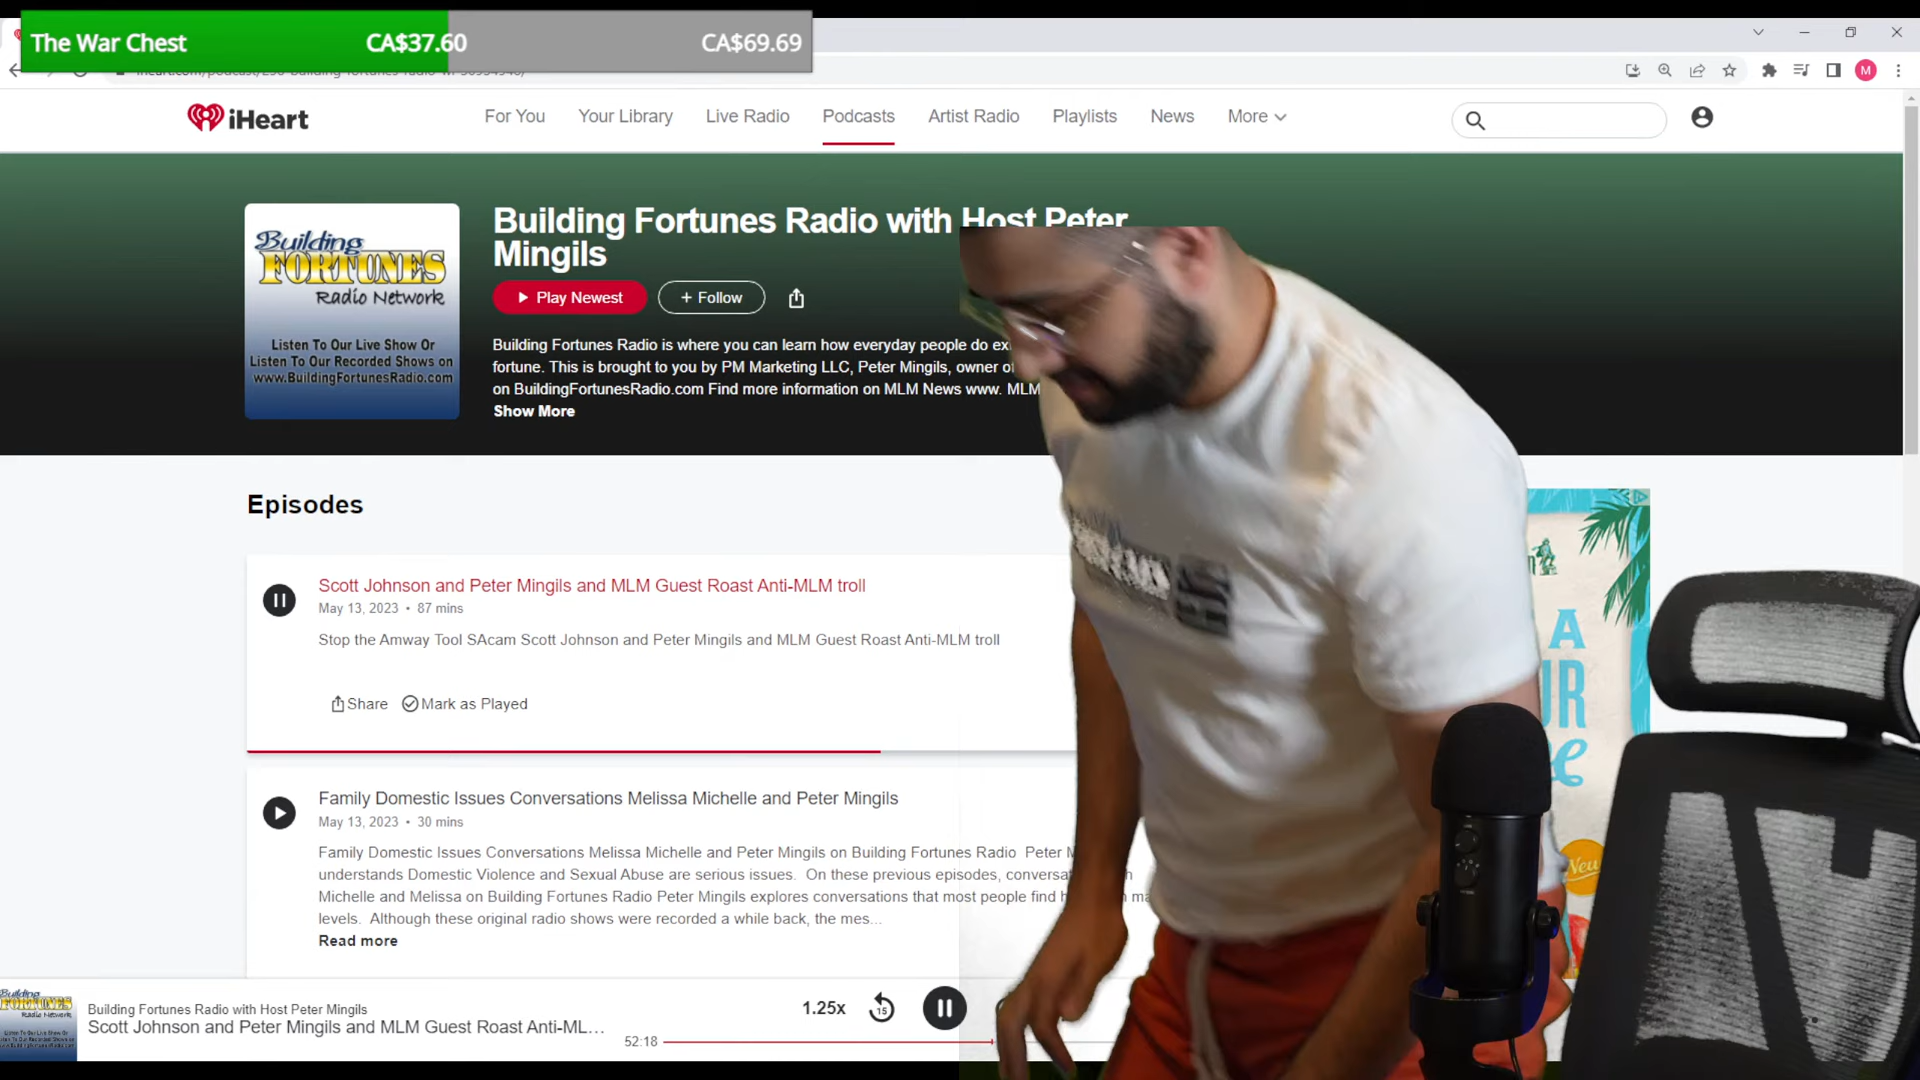 The War Chest CA$37.60 CA$69.69
iHeart For You Your Library Live Radio Podcasts Artist Radio Playlists News More
M
Building Fortunes Radio with Host Peter
Mingils
Play Newest + Follow
Building Fortunes Radio is where you can learn how everyday people do
fortune. This is brought to you by PM Marketing LLC, Peter Mingils, owner
on BuildingFortunesRadio.com Find more information on MLM News www. MLM
Show More
Building
FORTUNES
Radio Network
Listen To Our Live Show Or
Listen To Our Recorded Shows on
www.BuildingFortunesRadio.com
Episodes
Scott Johnson and Peter Mingils and MLM Guest Roast Anti-MLM troll
May 13, 2023 • 87 mins
Stop the Amway Tool SAcam Scott Johnson and Peter Mingils and MLM Guest Roast Anti-MLM troll
Share Mark as Played
Family Domestic Issues Conversations Melissa Michelle and Peter Mingils
May 13, 2023 • 30 mins
Family Domestic Issues Conversations Melissa Michelle and Peter Mingils on Building Fortunes Radio Peter
understands Domestic Violence and Sexual Abuse are serious issues. On these previous episodes,
Michelle and Melissa on Building Fortunes Radio Peter Mingils explores conversations that most people find
levels. Although these original radio shows were recorded a while back, the mes...
Read more
A
New
Building Fortunes Radio with Host Peter Mingils
Scott Johnson and Peter Mingils and MLM Guest Roast Anti-ML...
1.25x 15
52:18